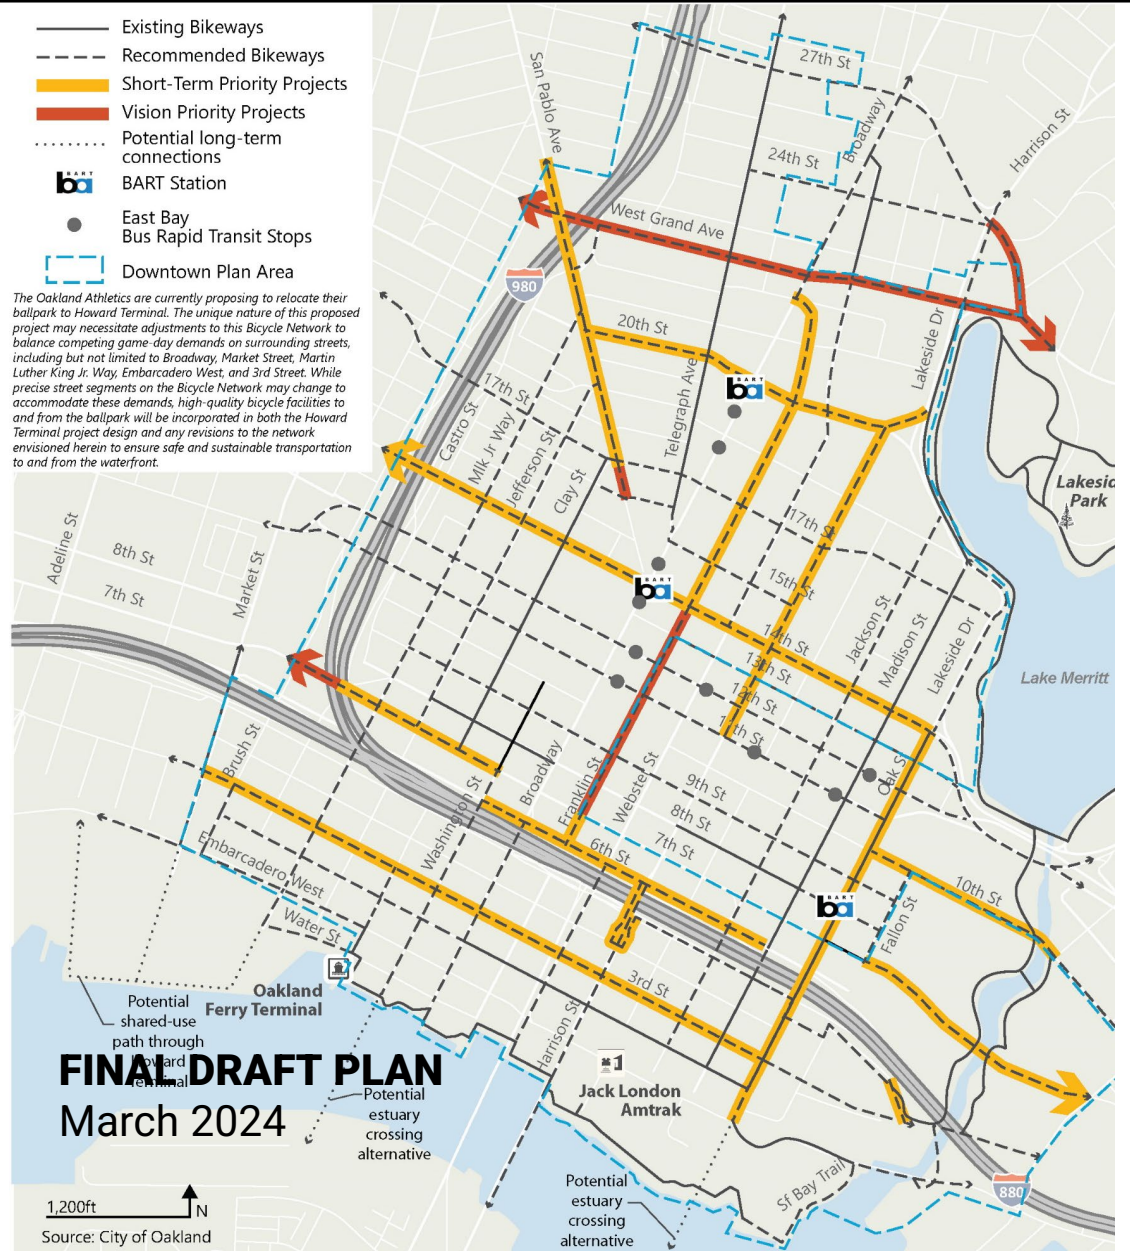 Existing Bikeways
Recommended Bikeways
Short-Term Priority Projects
Vision Priority Projects
Potential long-term
connections
BART
ba
BART Station
East Bay
Bus Rapid Transit Stops
Downtown Plan Area
The Oakland Athletics are currently proposing to relocate their
ballpark to Howard Terminal. The unique nature of this proposed
project may necessitate adjustments to this Bicycle Network to
balance competing game-day demands on surrounding streets,
including but not limited to Broadway, Market Street, Martin
Luther King Jr. Way, Embarcadero West, and 3rd Street. While
precise street segments on the Bicycle Network may change to
accommodate these demands, high-quality bicycle facilities to
and from the ballpark will be incorporated in both the Howard
Terminal project design and any revisions to the network
envisioned herein to ensure safe and sustainable transportation
to and from the waterfront.
San Pablo Ave
27th St
Broadway
Harrison St
24th St
West Grand Ave
980
20th St
Lakeside Dr
BART
ba
Telegraph Ave
17th St
Castro St
Mlk Jr Way
Jefferson St
Clay St
Lakesid
Park
17th St
Adeline St
8th St
7th St
Market St
BART
ba
15th St
14th St
13th St
12th St
11th St
Jackson St
Madison St
Lakeside Dr
Lake Merritt
Brush St
Broadway
Franklin St
Webster St
9th St
8th St
7th St
Oak St
Washington St
6th St
10th St
BART
ba
Fallon St
Embarcadero West
Water St
3rd St
Oakland
Ferry Terminal
Potential
shared-use
path through
Howard
Terminal
Harrison St
Jack London
Amtrak
FINAL DRAFT PLAN
March 2024
Potential
estuary
crossing
alternative
Potential
estuary
crossing
alternative
Sf Bay Trail
880
1,200ft
N
Source: City of Oakland